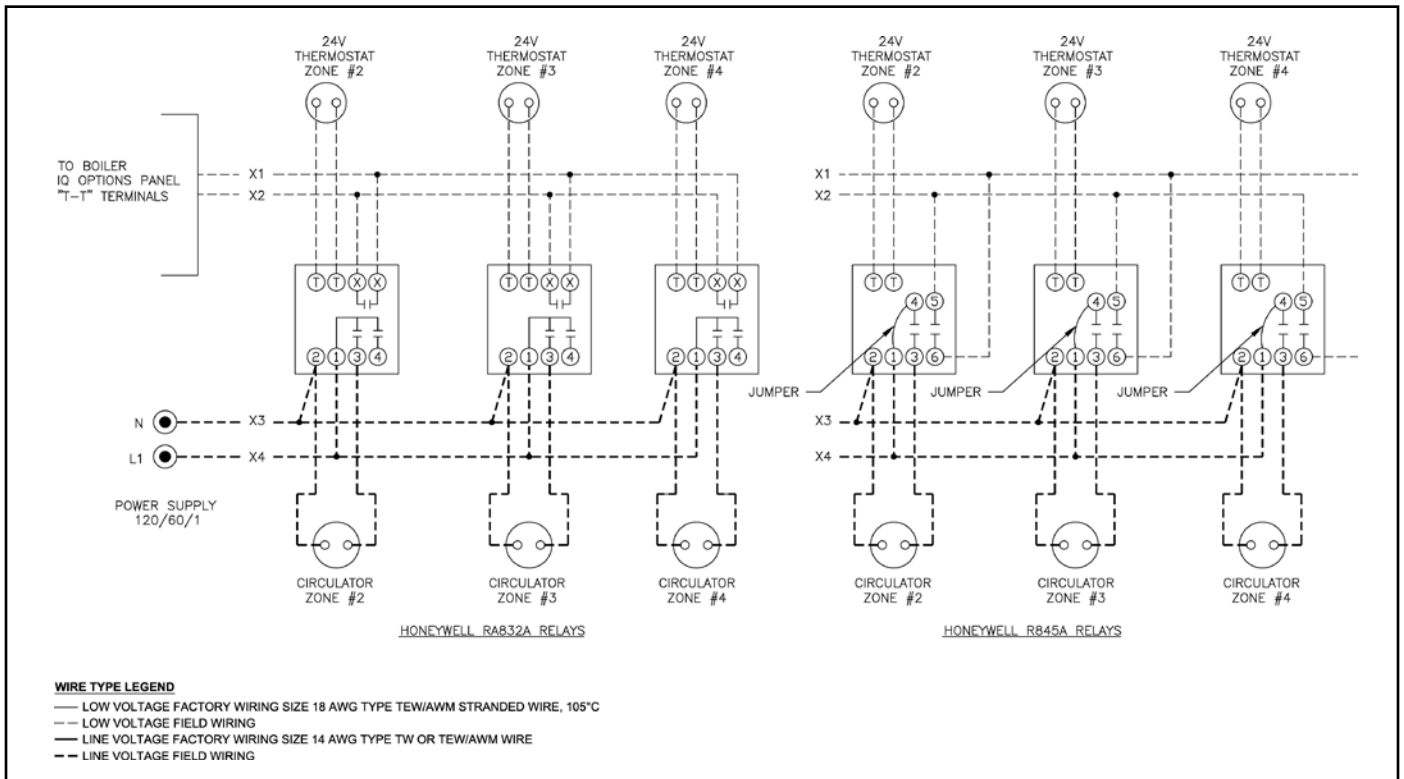 24V
THERMOSTAT
ZONE #2
24V
THERMOSTAT
ZONE #3
24V
THERMOSTAT
ZONE #4
24V
THERMOSTAT
ZONE #2
24V
THERMOSTAT
ZONE #3
24V
THERMOSTAT
ZONE #4
TO BOILER
IQ OPTIONS PANEL
"T-T" TERMINALS
X1
X2
X1
X2
T T X X
T T X X
T T X X
T T
T T
T T
4 5
4 5
4 5
2 1 3 4
2 1 3 4
2 1 3 4
2 1 3 6
2 1 3 6
2 1 3 6
JUMPER
JUMPER
JUMPER
N
X3
X3
L1
X4
X4
POWER SUPPLY
120/60/1
CIRCULATOR
ZONE #2
CIRCULATOR
ZONE #3
CIRCULATOR
ZONE #4
CIRCULATOR
ZONE #2
CIRCULATOR
ZONE #3
CIRCULATOR
ZONE #4
HONEYWELL RA832A RELAYS
HONEYWELL R845A RELAYS
WIRE TYPE LEGEND
LOW VOLTAGE FACTORY WIRING SIZE 18 AWG TYPE TEW/AWM STRANDED WIRE, 105°C
LOW VOLTAGE FIELD WIRING
LINE VOLTAGE FACTORY WIRING SIZE 14 AWG TYPE TW OR TEW/AWM WIRE
LINE VOLTAGE FIELD WIRING